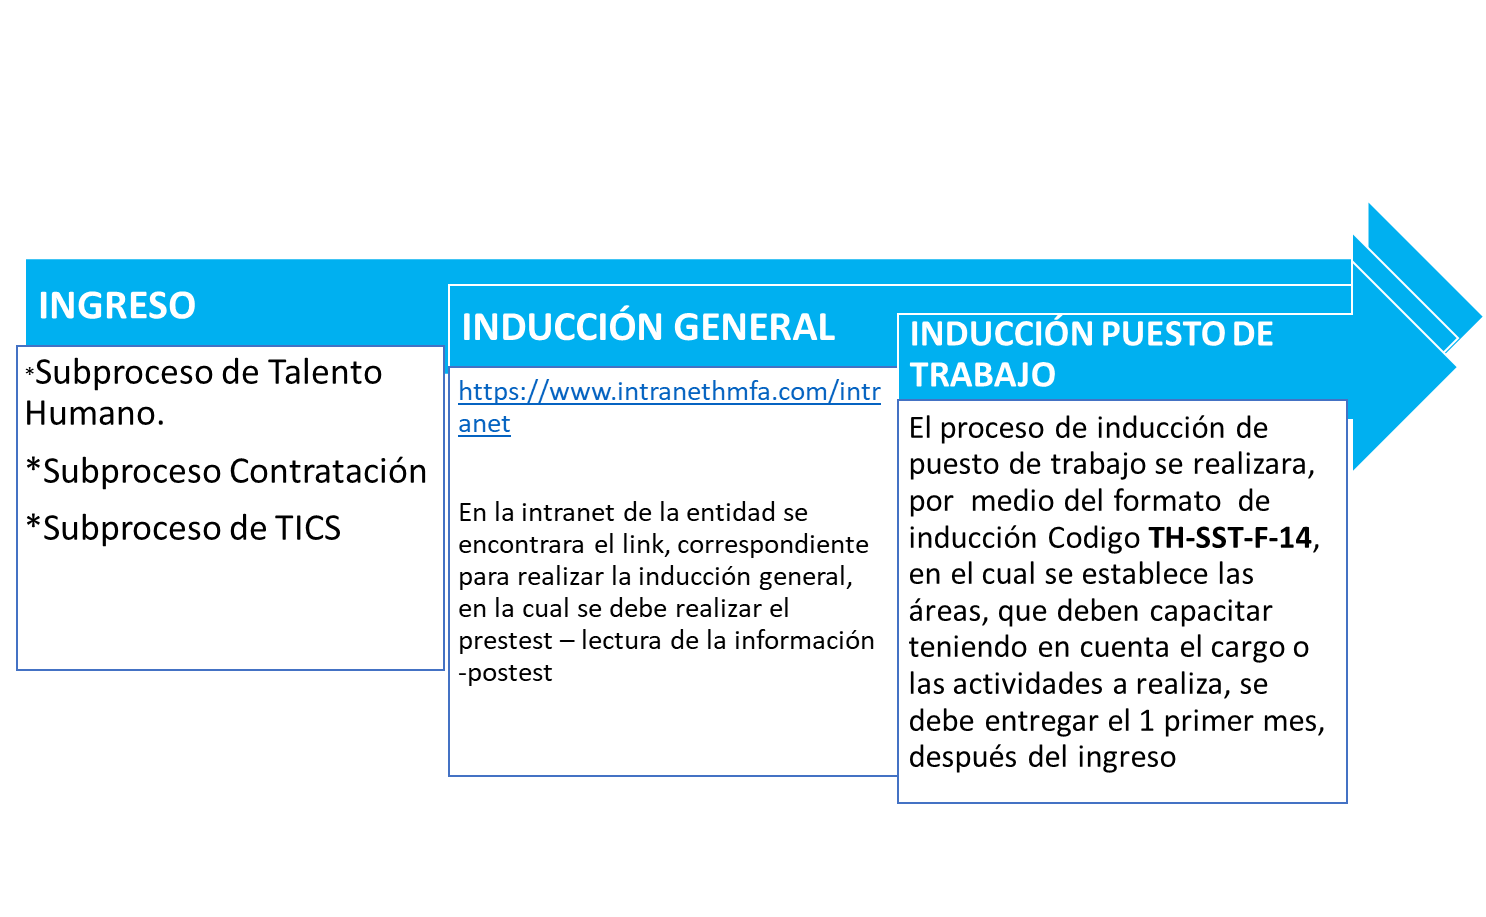 INGRESO
*Subproceso de Talento
Humano.
*Subproceso Contratación
*Subproceso de TICS
INDUCCIÓN GENERAL
https://www.intranethmfa.com/intr
anet
En la intranet de la entidad se
encontrara el link, correspondiente
para realizar la inducción general,
en la cual se debe realizar el
prestest – lectura de la información
-postest
INDUCCIÓN PUESTO DE
TRABAJO
El proceso de inducción de
puesto de trabajo se realizara,
por medio del formato de
inducción Codigo TH-SST-F-14,
en el cual se establece las
áreas, que deben capacitar
teniendo en cuenta el cargo o
las actividades a realiza, se
debe entregar el 1 primer mes,
después del ingreso